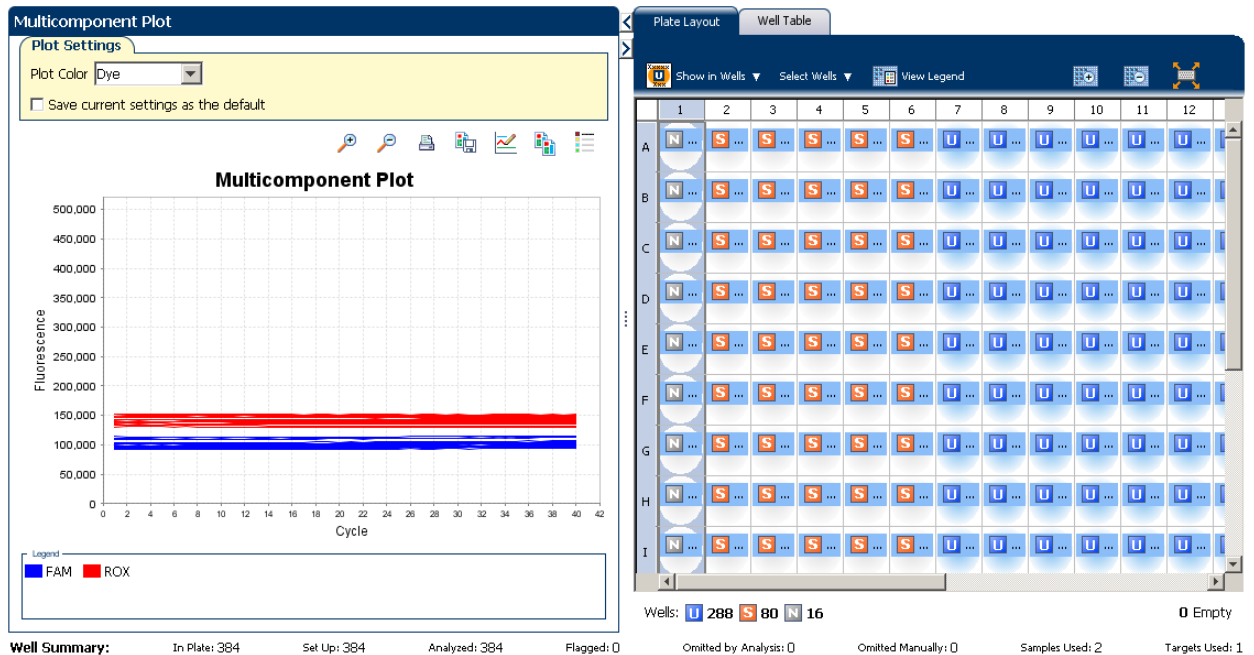 Multicomponent Plot
Plot Settings
Plot Color Dye
Save current settings as the default
Multicomponent Plot
500,000
450,000
400,000
350,000
300,000
250,000
200,000
150,000
100,000
50,000
0
Fluorescence
0 2 4 6 8 10 12 14 16 18 20 22 24 26 28 30 32 34 36 38 40 42
Cycle
Legend
FAM ROX
Plate Layout Well Table
U Show in Wells ▼ Select Wells ▼ View Legend
1 2 3 4 5 6 7 8 9 10 11 12
A N ... S ... S ... S ... S ... S ... U ... U ... U ... U ... U ... U ...
B N ... S ... S ... S ... S ... S ... U ... U ... U ... U ... U ... U ...
C N ... S ... S ... S ... S ... S ... U ... U ... U ... U ... U ... U ...
D N ... S ... S ... S ... S ... S ... U ... U ... U ... U ... U ... U ...
E N ... S ... S ... S ... S ... S ... U ... U ... U ... U ... U ... U ...
F N ... S ... S ... S ... S ... S ... U ... U ... U ... U ... U ... U ...
G N ... S ... S ... S ... S ... S ... U ... U ... U ... U ... U ... U ...
H N ... S ... S ... S ... S ... S ... U ... U ... U ... U ... U ... U ...
I N ... S ... S ... S ... S ... S ... U ... U ... U ... U ... U ... U ...
Wells: U 288 S 80 N 16 0 Empty
Well Summary: In Plate: 384 Set Up: 384 Analyzed: 384 Flagged: 0 Omitted by Analysis: 0 Omitted Manually: 0 Samples Used: 2 Targets Used: 1